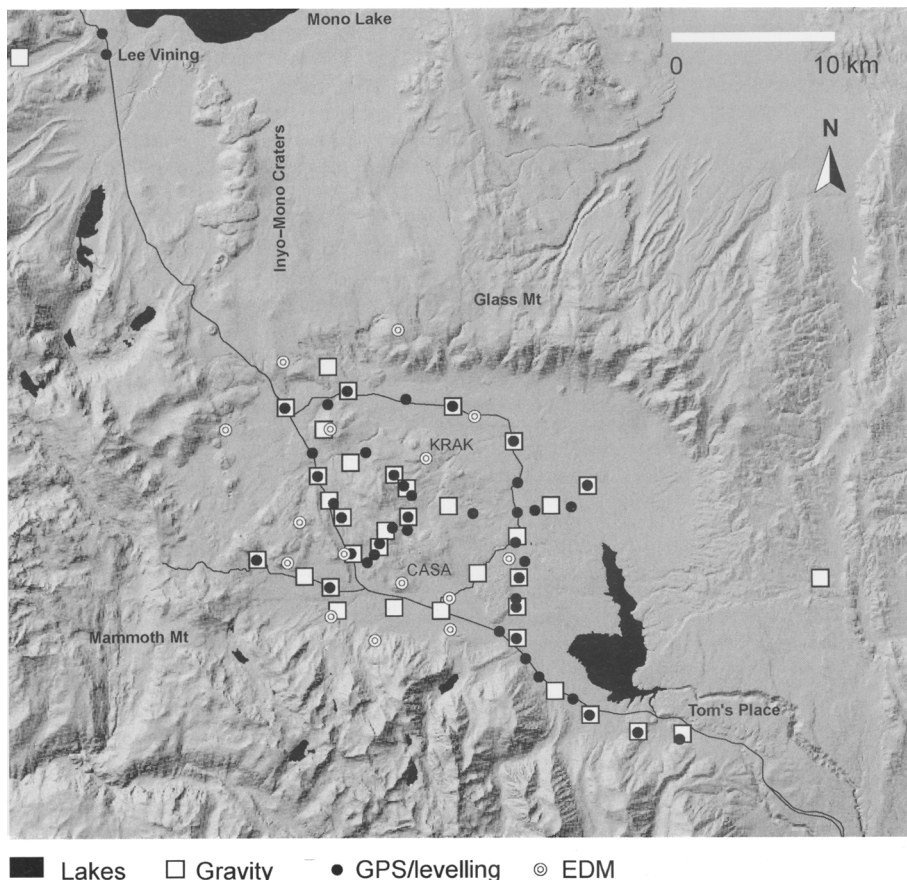 Mono Lake
Lee Vining
0 10 km
N
Inyo–Mono Craters
Glass Mt
KRAK
CASA
Mammoth Mt
Tom's Place
Lakes Gravity GPS/levelling EDM